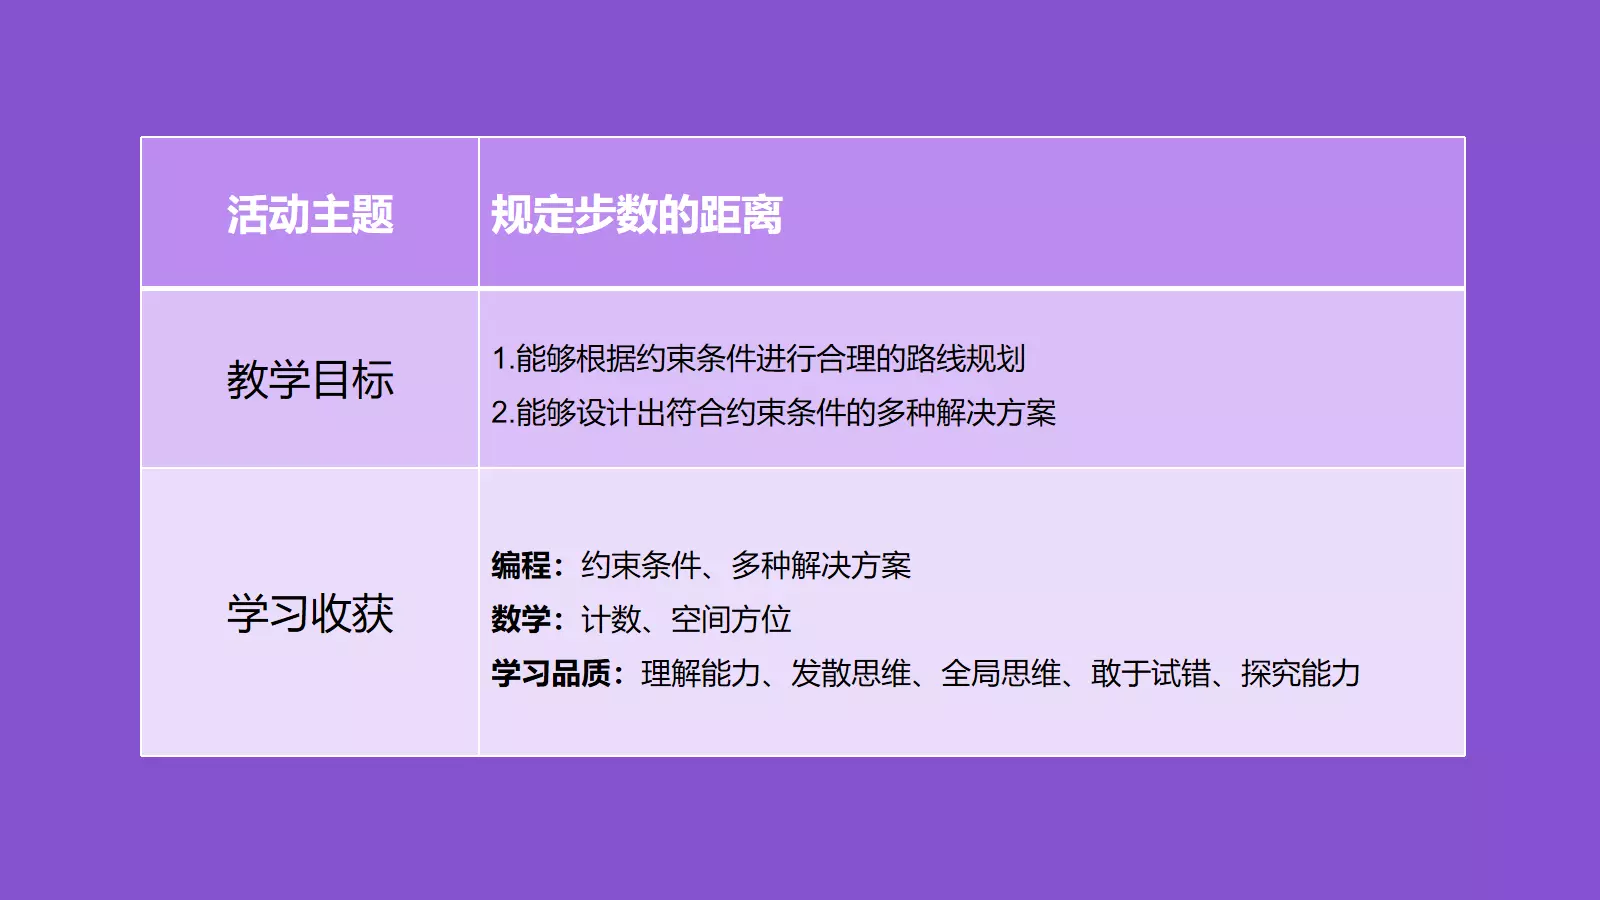 活动主题
规定步数的距离
教学目标
1.能够根据约束条件进行合理的路线规划
2.能够设计出符合约束条件的多种解决方案
学习收获
编程：约束条件、多种解决方案
数学：计数、空间方位
学习品质：理解能力、发散思维、全局思维、敢于试错、探究能力